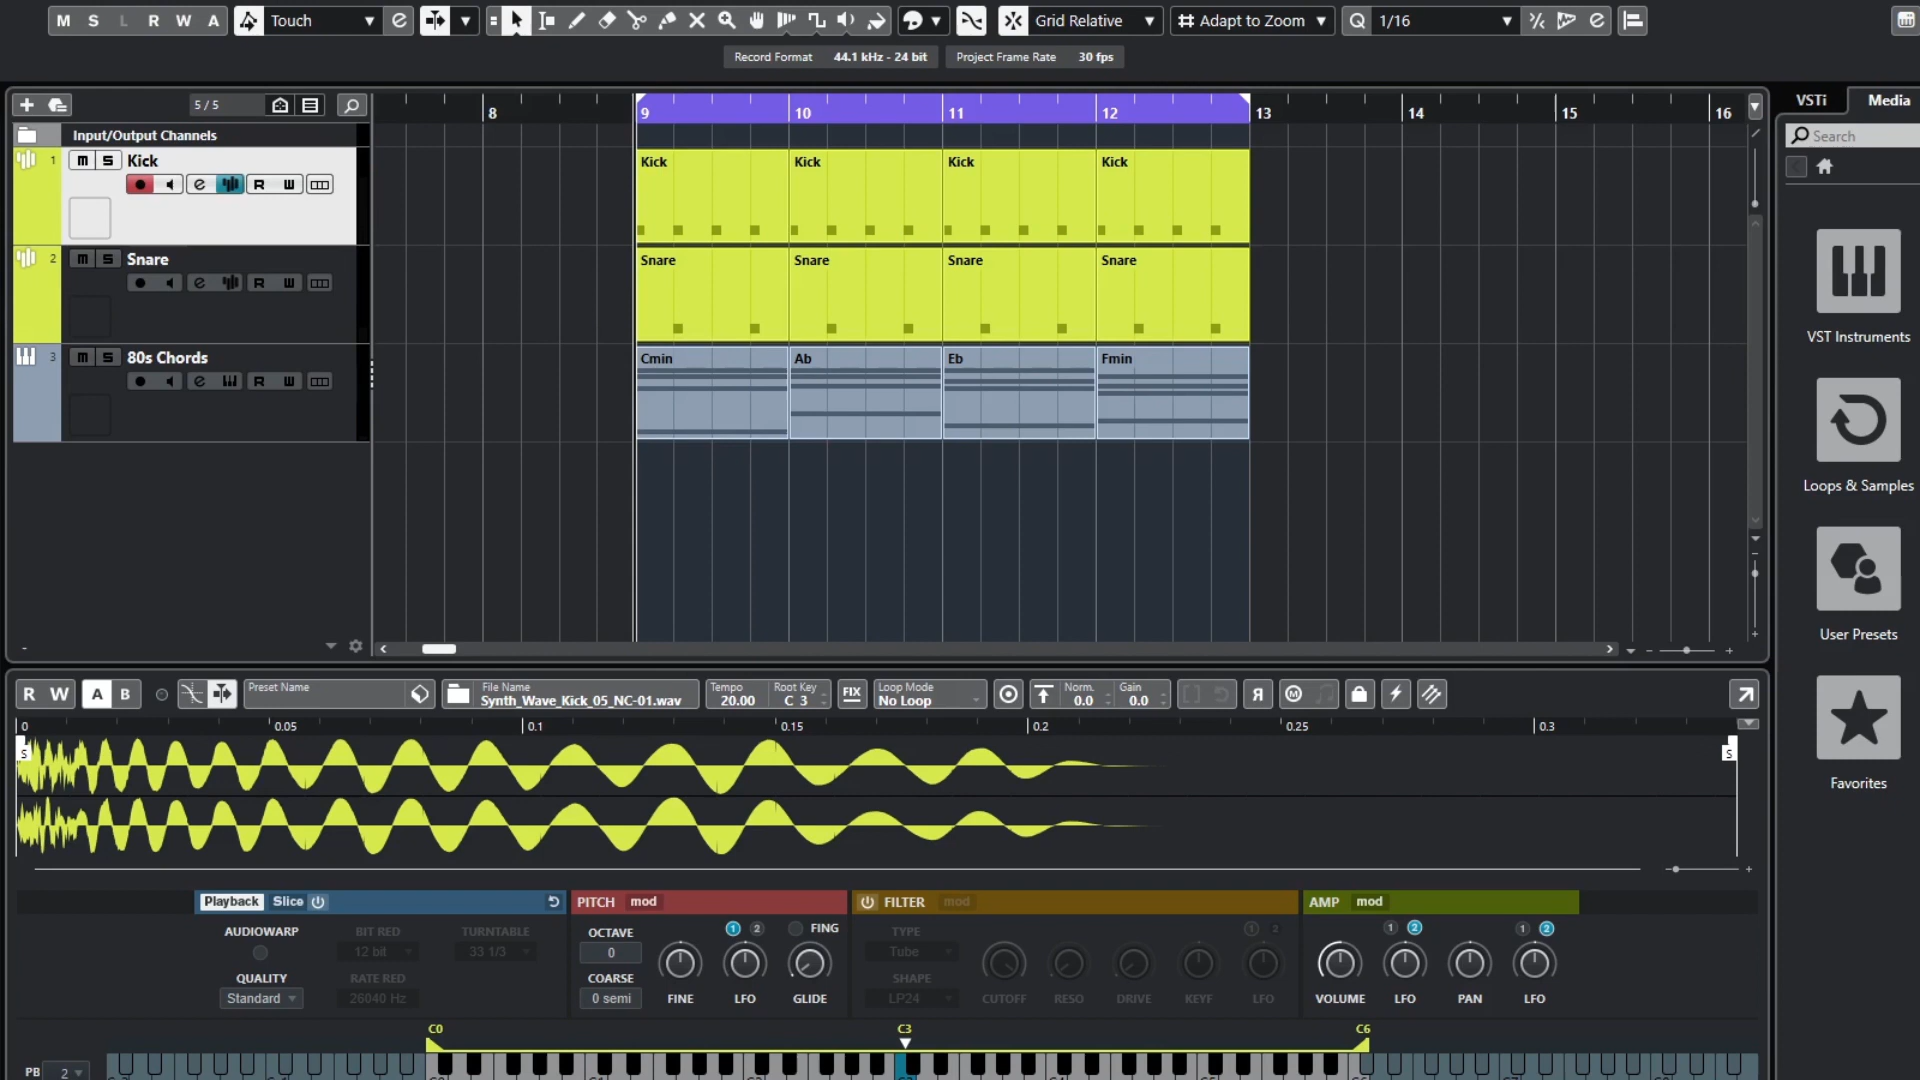 M S L R W A Touch Grid Relative Adapt to Zoom Q 1/16
Record Format 44.1 kHz - 24 bit Project Frame Rate 30 fps
5 / 5
8 9 10 11 12 13 14 15 16
VSTi Media
Search
Input/Output Channels
1 m S Kick
R W
Kick Kick Kick Kick
2 m S Snare
R W
Snare Snare Snare Snare
3 m S 80s Chords
R W
Cmin Ab Eb Fmin
VST Instruments
Loops & Samples
User Presets
Favorites
R W A B Preset Name
File Name
Synth_Wave_Kick_05_NC-01.wav
Tempo
20.00
Root Key
C 3
FIX
Loop Mode
No Loop
Norm.
0.0
Gain
0.0
0 0.05 0.1 0.15 0.2 0.25 0.3
S S
Playback Slice PITCH mod FILTER mod AMP mod
AUDIOWARP BIT RED TURNTABLE
12 bit 33 1/3
QUALITY RATE RED
Standard 26040 Hz
OCTAVE 1 2 FING
0
COARSE
0 semi FINE LFO GLIDE
TYPE 1 2
Tube
SHAPE
LP24 CUTOFF RESO DRIVE KEYF LFO
1 2 1 2
VOLUME LFO PAN LFO
C0 C3 C6
PB 2